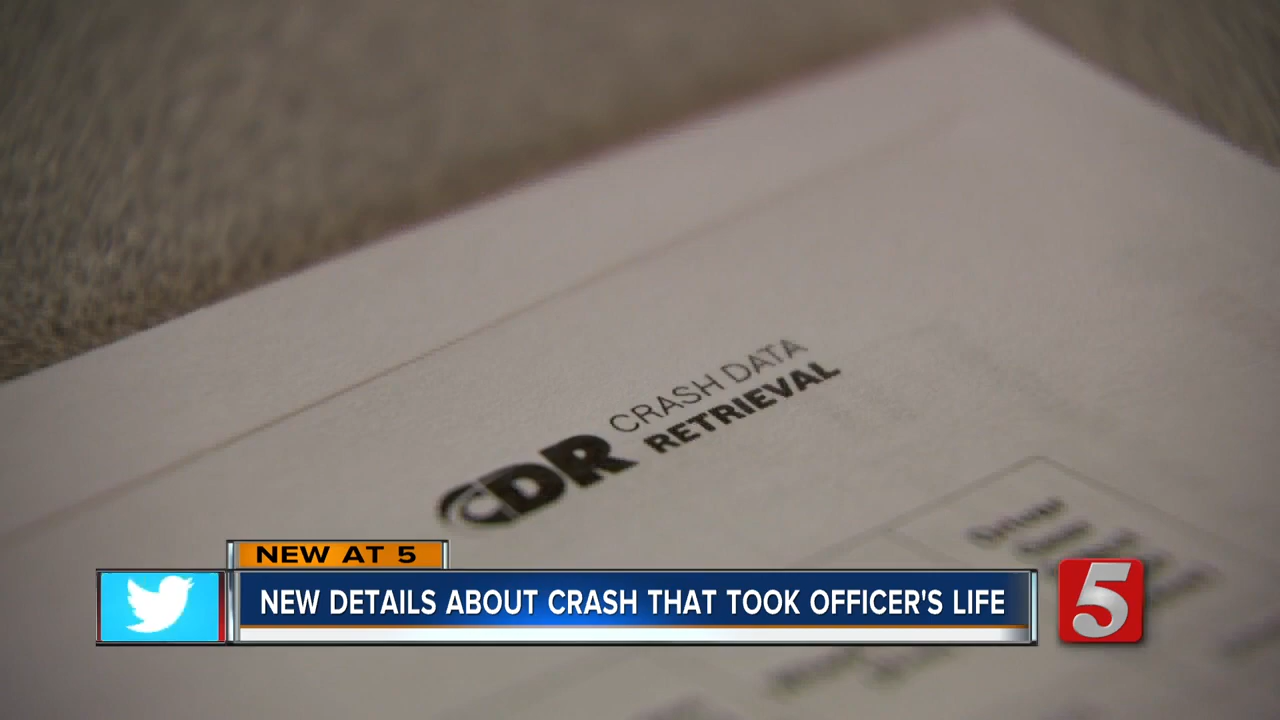 CDR CRASH DATA
RETRIEVAL
NEW AT 5
NEW DETAILS ABOUT CRASH THAT TOOK OFFICER'S LIFE
5